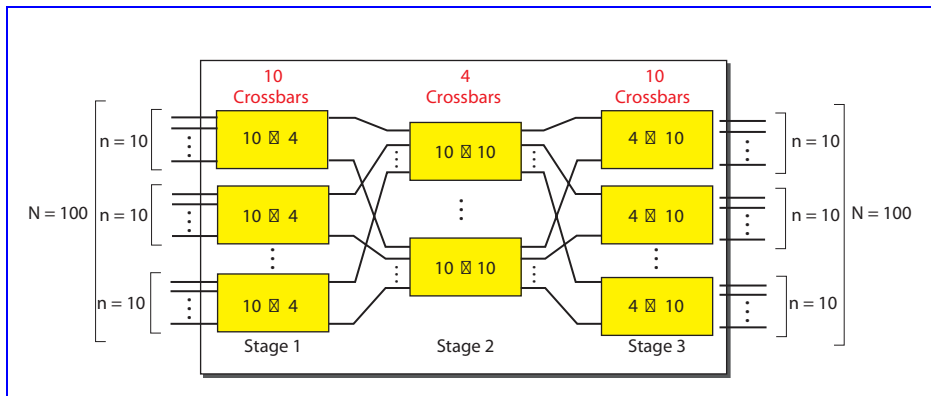 10
Crossbars
4
Crossbars
10
Crossbars
N = 100
n = 10
n = 10
n = 10
10 4
10 4
10 4
10 10
10 10
4 10
4 10
4 10
n = 10
n = 10
n = 10
N = 100
Stage 1
Stage 2
Stage 3